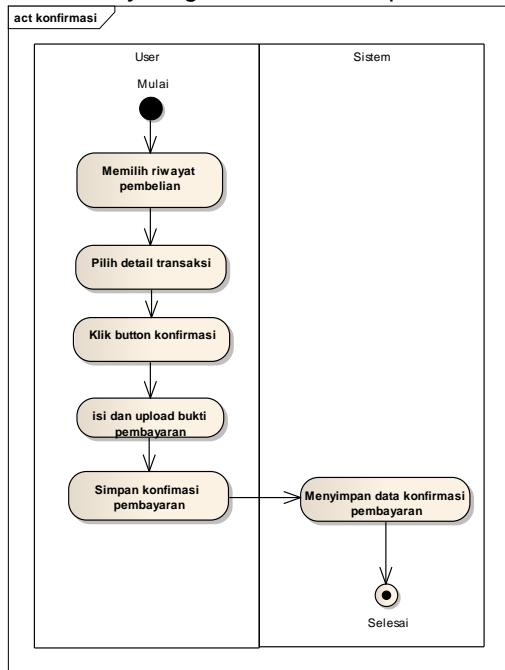 act konfirmasi
User
Sistem
Mulai
Memilih riwayat
pembelian
Pilih detail transaksi
Klik button konfirmasi
isi dan upload bukti
pembayaran
Simpan konfimasi
pembayaran
Menyimpan data konfirmasi
pembayaran
Selesai